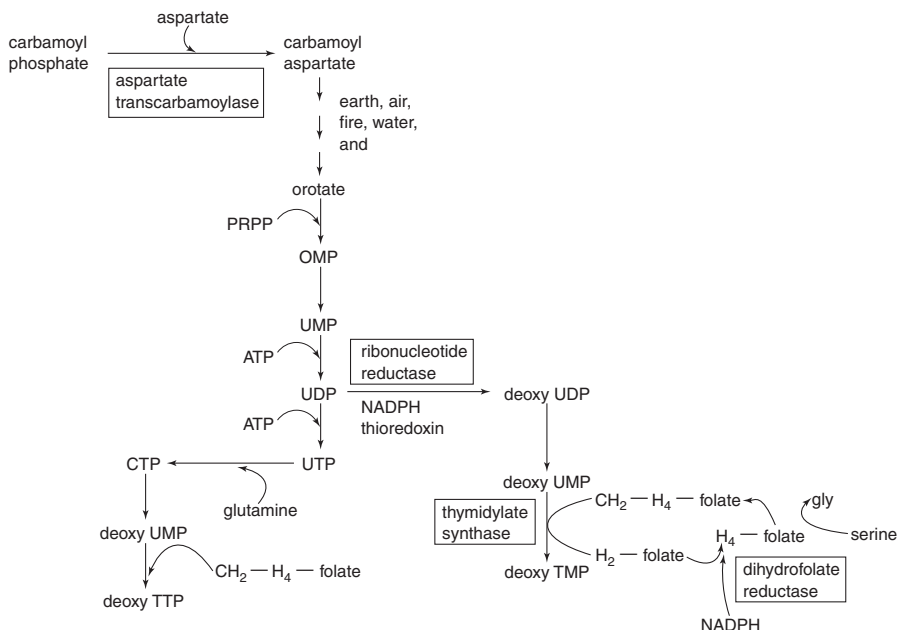 aspartate
carbamoyl
phosphate
carbamoyl
aspartate
aspartate
transcarbamoylase
earth, air,
fire, water,
and
orotate
PRPP
OMP
UMP
ATP
ribonucleotide
reductase
UDP
NADPH
thioredoxin
deoxy UDP
ATP
CTP
UTP
glutamine
deoxy UMP
deoxy UMP
CH₂ — H₄ — folate
gly
thymidylate
synthase
H₄ — folate
serine
H₂ — folate
deoxy TMP
dihydrofolate
reductase
CH₂ — H₄ — folate
deoxy TTP
NADPH